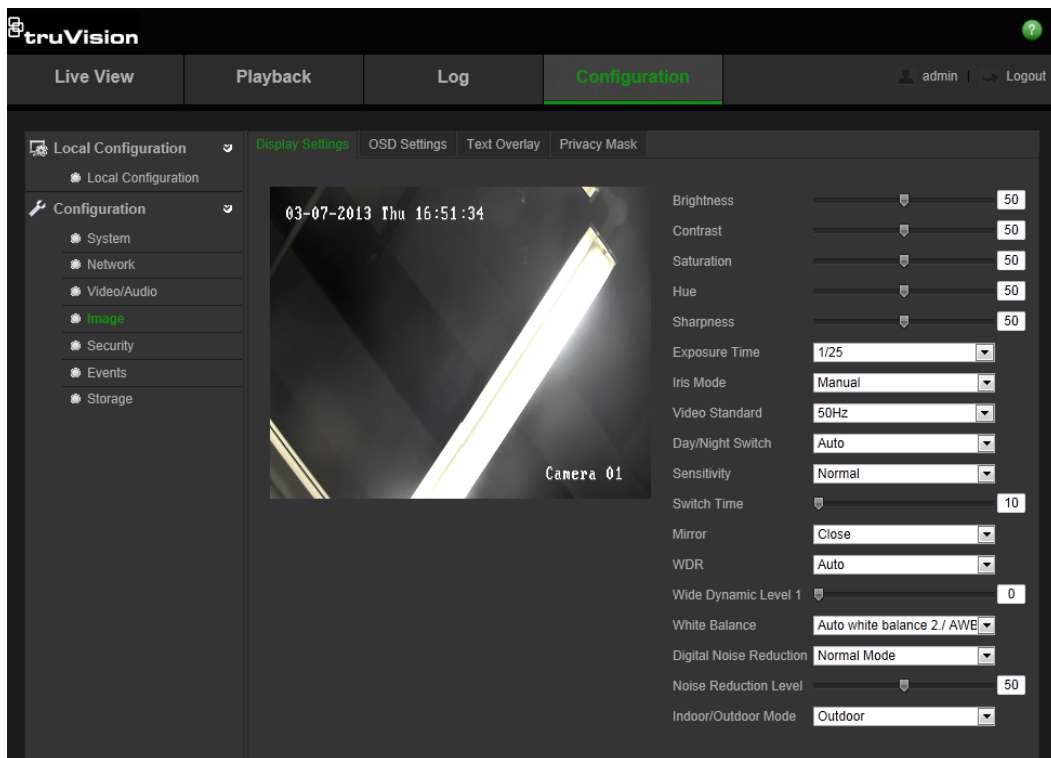 truVision
?
Live View Playback Log Configuration admin | Logout
Local Configuration
Local Configuration
Configuration
System
Network
Video/Audio
Image
Security
Events
Storage
Display Settings OSD Settings Text Overlay Privacy Mask
03-07-2013 Thu 16:51:34
Camera 01
Brightness 50
Contrast 50
Saturation 50
Hue 50
Sharpness 50
Exposure Time 1/25
Iris Mode Manual
Video Standard 50Hz
Day/Night Switch Auto
Sensitivity Normal
Switch Time 10
Mirror Close
WDR Auto
Wide Dynamic Level 1 0
White Balance Auto white balance 2./ AWE
Digital Noise Reduction Normal Mode
Noise Reduction Level 50
Indoor/Outdoor Mode Outdoor